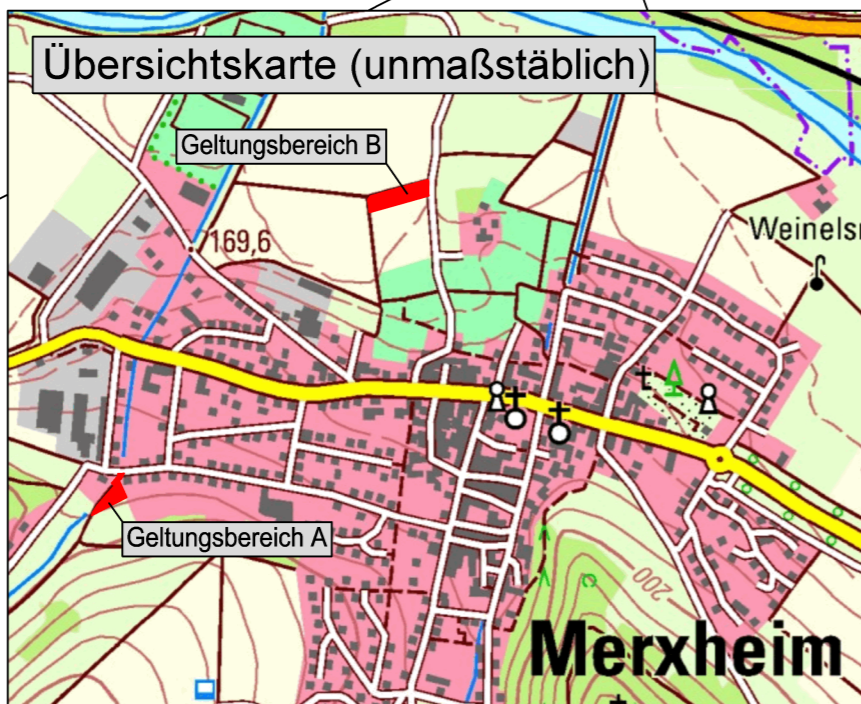 Übersichtskarte (unmaßstäblich)
Geltungsbereich B
169,6
Weinels
Geltungsbereich A
200
Merxheim